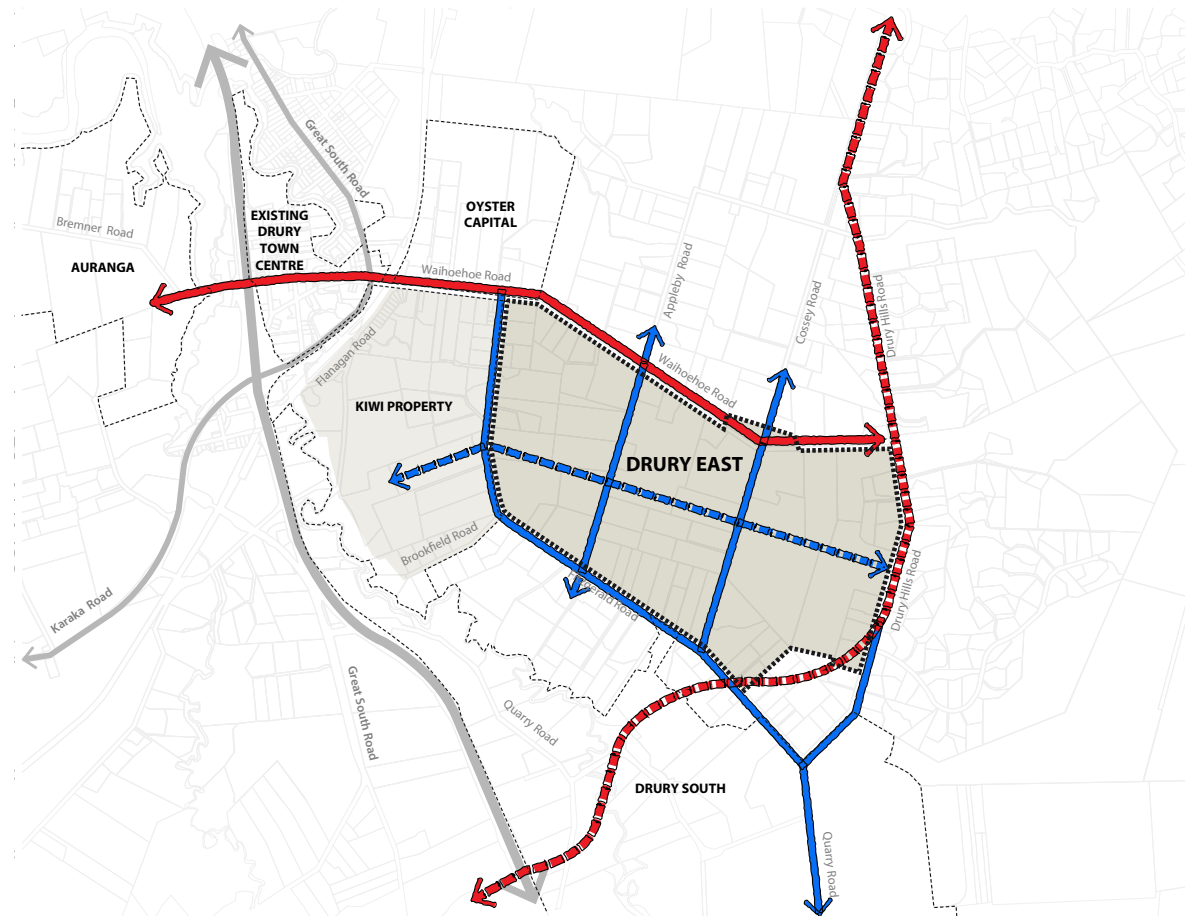 Great South Road
OYSTER
CAPITAL
EXISTING
DRURY
TOWN
CENTRE
Bremner Road
AURANGA
Waihoehoe Road
Appleby Road
Cossey Road
Drury Hills Road
Flanagan Road
Waihoehoe Road
KIWI PROPERTY
DRURY EAST
Brookfield Road
Karaka Road
Drury Hills Road
Great South Road
Quarry Road
DRURY SOUTH
Quarry Road